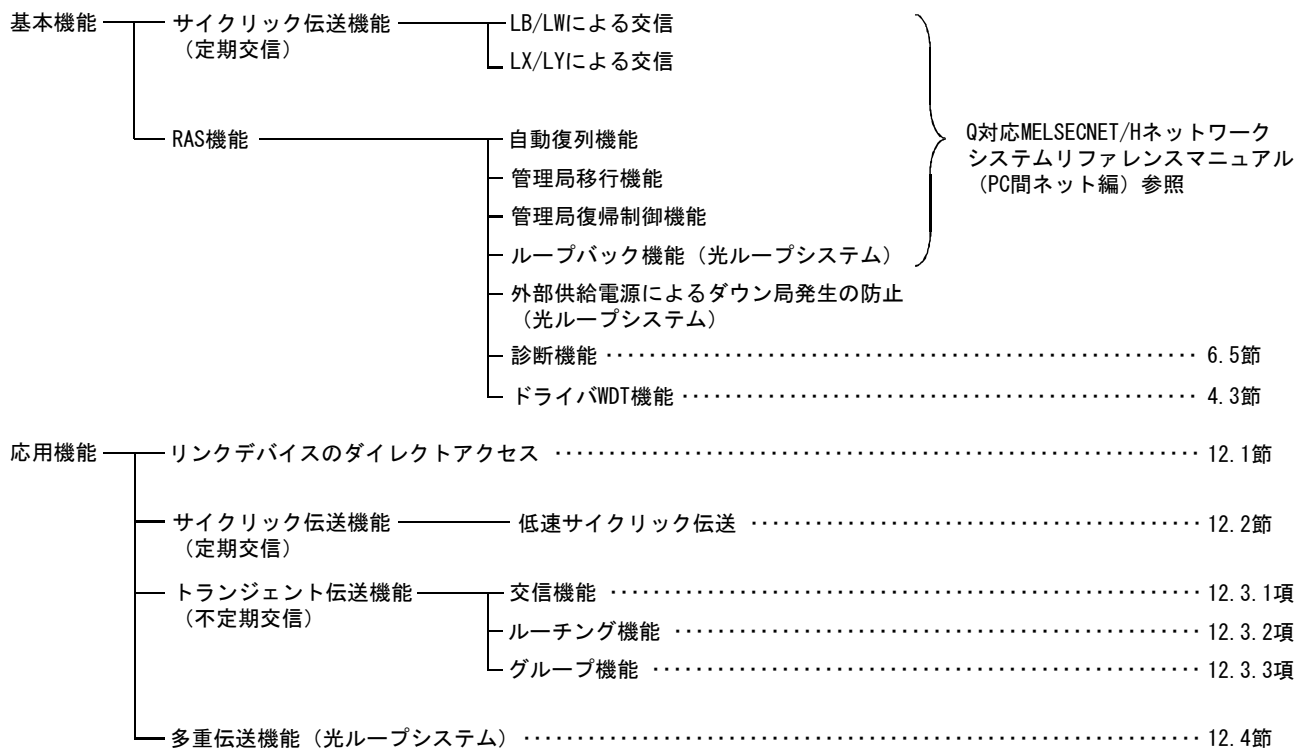 基本機能 サイクリック伝送機能 LB/LWによる交信
（定期交信） LX/LYによる交信
RAS機能 自動復列機能
管理局移行機能
管理局復帰制御機能
ループバック機能（光ループシステム）
Q対応MELSECNET/Hネットワーク
システムリファレンスマニュアル
（PC間ネット編）参照
外部供給電源によるダウン局発生の防止
（光ループシステム）
診断機能 ‥‥‥‥‥‥‥‥‥‥‥‥‥‥‥‥‥‥ 6.5節
ドライバWDT機能 ‥‥‥‥‥‥‥‥‥‥‥‥‥‥‥‥ 4.3節
応用機能 リンクデバイスのダイレクトアクセス ‥‥‥‥‥‥‥‥‥‥‥‥‥‥‥‥‥‥ 12.1節
サイクリック伝送機能 低速サイクリック伝送 ‥‥‥‥‥‥‥‥‥‥‥‥‥‥ 12.2節
（定期交信）
トランジェント伝送機能 交信機能 ‥‥‥‥‥‥‥‥‥‥‥‥‥‥‥‥‥‥ 12.3.1項
（不定期交信） ルーチング機能 ‥‥‥‥‥‥‥‥‥‥‥‥‥‥‥‥ 12.3.2項
グループ機能 ‥‥‥‥‥‥‥‥‥‥‥‥‥‥‥‥‥ 12.3.3項
多重伝送機能（光ループシステム） ‥‥‥‥‥‥‥‥‥‥‥‥‥‥‥‥‥‥‥ 12.4節